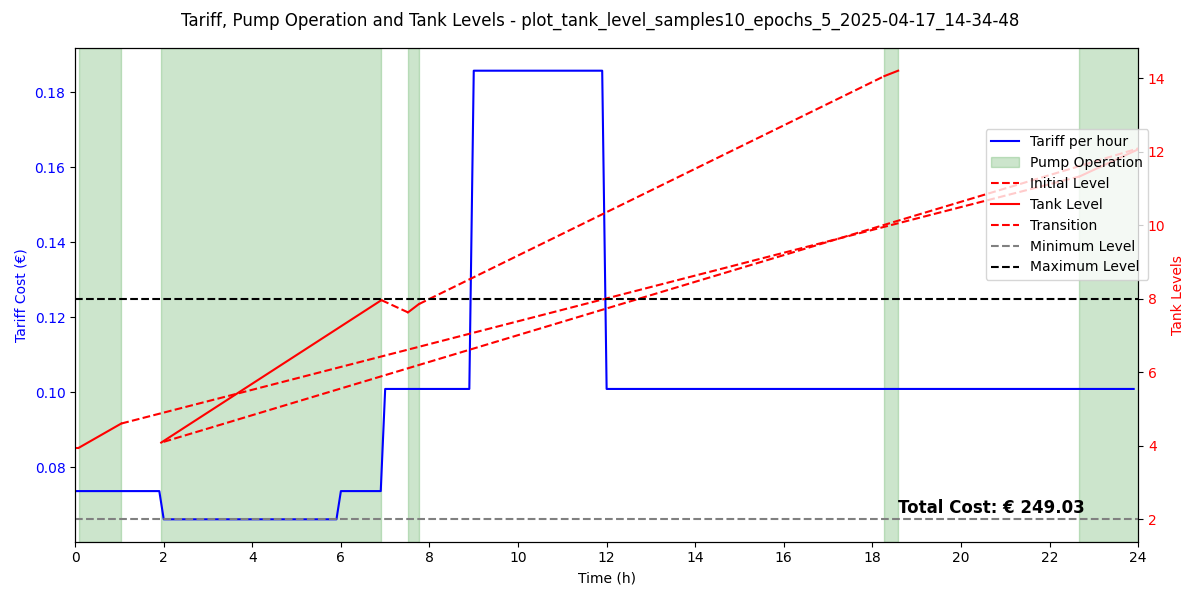 Tariff, Pump Operation and Tank Levels - plot_tank_level_samples10_epochs_5_2025-04-17_14-34-48
Tariff Cost (€)
0.18
0.16
0.14
0.12
0.10
0.08
14
12
10
8
6
4
2
Tank Levels
Tariff per hour
Pump Operation
Initial Level
Tank Level
Transition
Minimum Level
Maximum Level
Total Cost: € 249.03
0 2 4 6 8 10 12 14 16 18 20 22 24
Time (h)